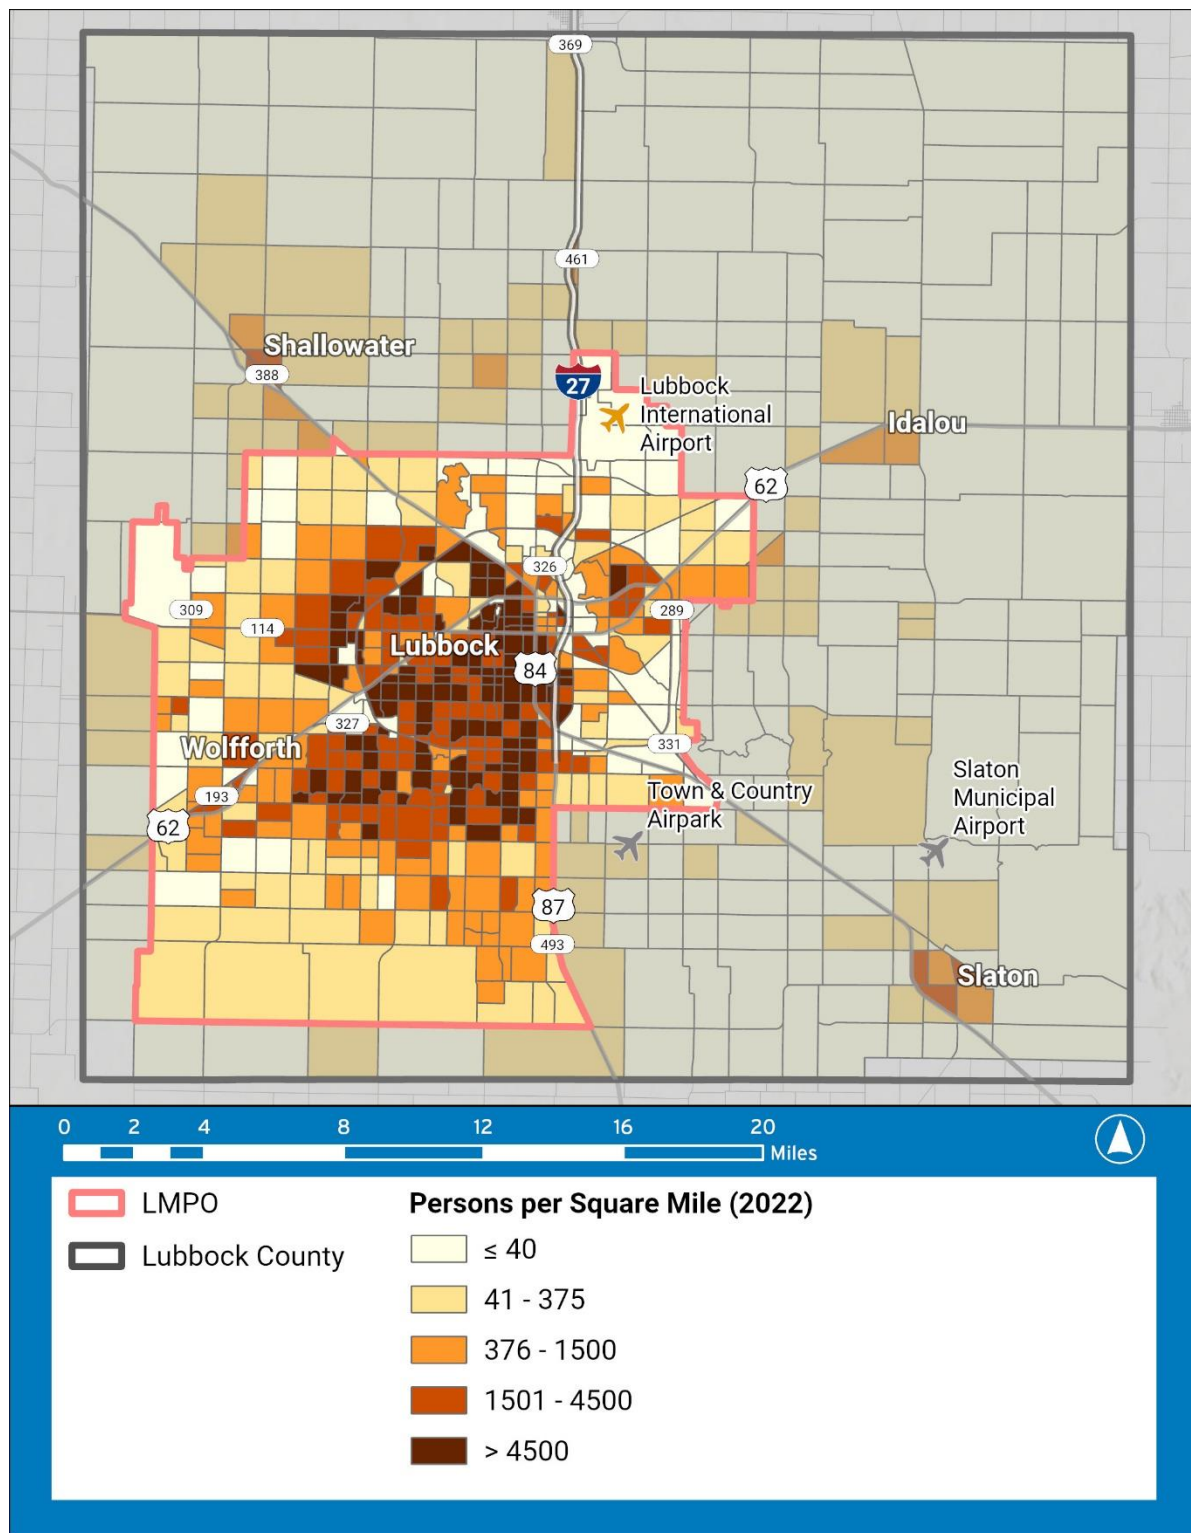 369
461
Shallowater
388
27
Lubbock
International
Airport
Idalou
62
326
309
289
114
Lubbock
84
327
331
Wolfforth
193
Town & Country
Airpark
Slaton
Municipal
Airport
62
87
493
Slaton
0 2 4 8 12 16 20
Miles
LMPO
Lubbock County
Persons per Square Mile (2022)
≤ 40
41 - 375
376 - 1500
1501 - 4500
> 4500